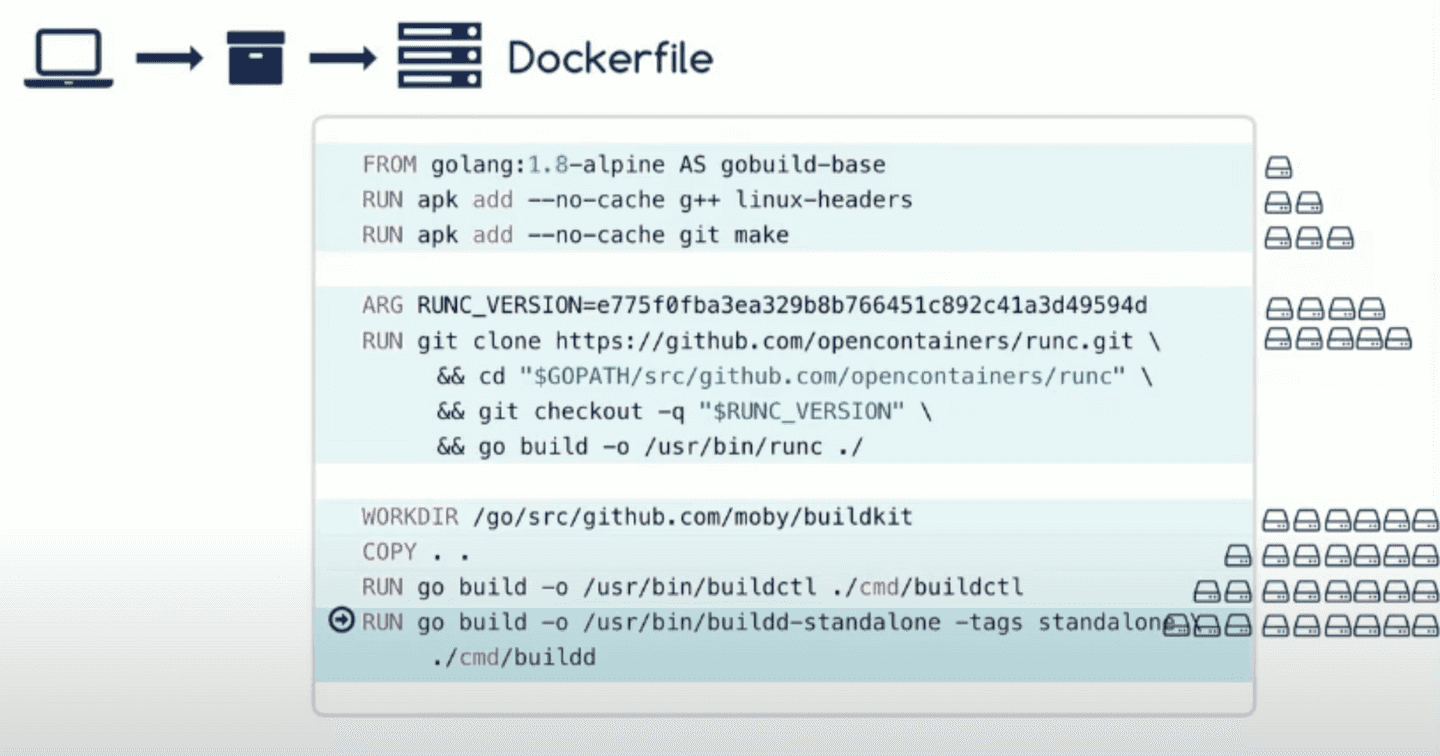 Dockerfile
FROM golang:1.8-alpine AS gobuild-base
RUN apk add --no-cache g++ linux-headers
RUN apk add --no-cache git make
ARG RUNC_VERSION=e775f0fba3ea329b8b766451c892c41a3d49594d
RUN git clone https://github.com/opencontainers/runc.git \
&& cd "$GOPATH/src/github.com/opencontainers/runc" \
&& git checkout -q "$RUNC_VERSION" \
&& go build -o /usr/bin/runc ./
WORKDIR /go/src/github.com/moby/buildkit
COPY . .
RUN go build -o /usr/bin/buildctl ./cmd/buildctl
RUN go build -o /usr/bin/buildd-standalone -tags standalone \
./cmd/buildd